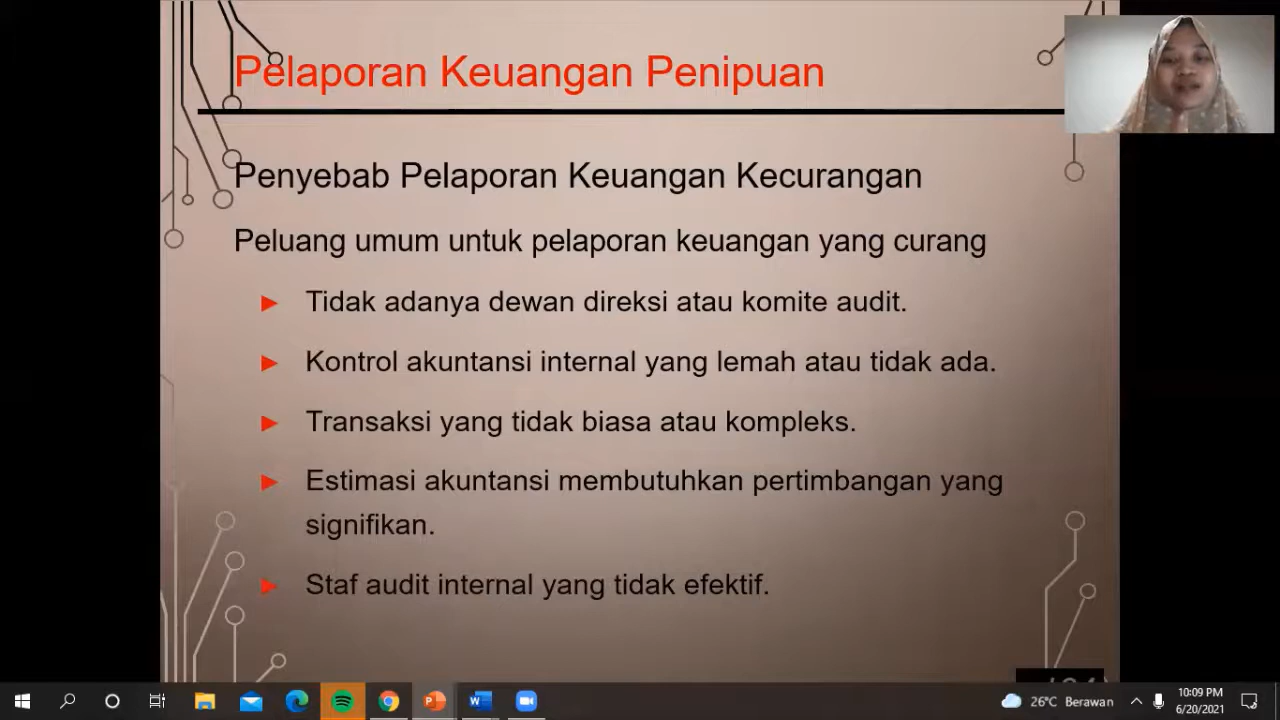 Pelaporan Keuangan Penipuan
Penyebab Pelaporan Keuangan Kecurangan
Peluang umum untuk pelaporan keuangan yang curang
Tidak adanya dewan direksi atau komite audit.
Kontrol akuntansi internal yang lemah atau tidak ada.
Transaksi yang tidak biasa atau kompleks.
Estimasi akuntansi membutuhkan pertimbangan yang
signifikan.
Staf audit internal yang tidak efektif.
26°C Berawan
10:09 PM
6/20/2021